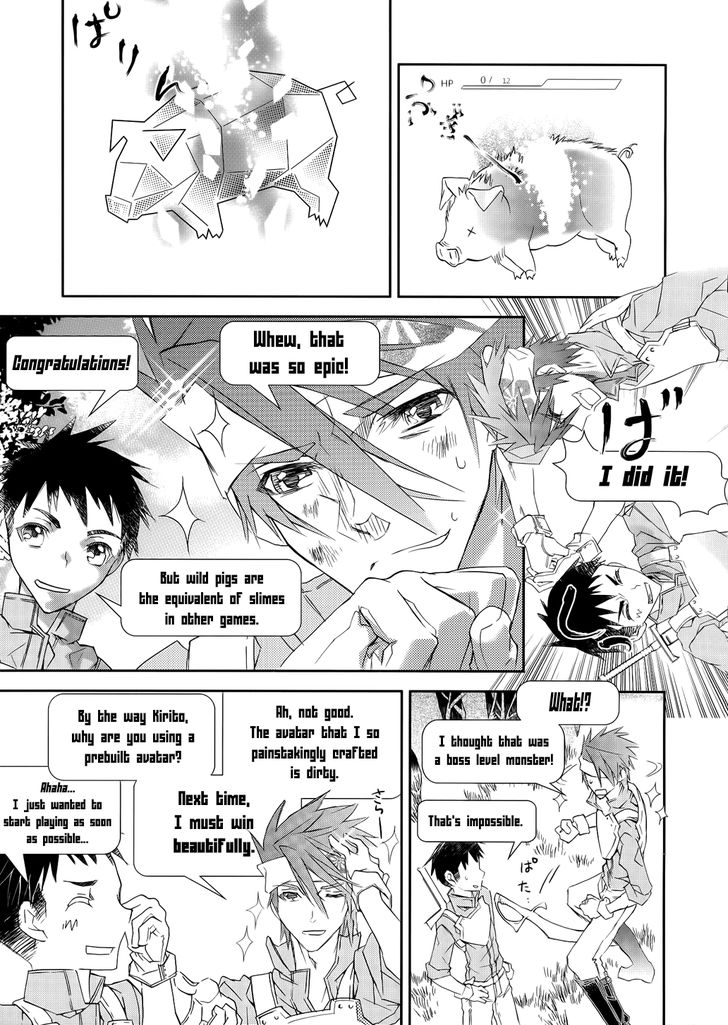 HP 0/ 12
ぱりん
I did it!
ばっ
Whew, that
was so epic!
Congratulations!
But wild pigs are
the equivalent of slimes
in other games.
What!?
I thought that was
a boss level monster!
That's impossible.
ぱた…
Ah, not good.
The avatar that I so
painstakingly crafted
is dirty.
さらー
Next time,
I must win
beautifully.
By the way Kirito,
why are you using a
prebuilt avatar?
Ahaha...
I just wanted to
start playing as soon
as possible...